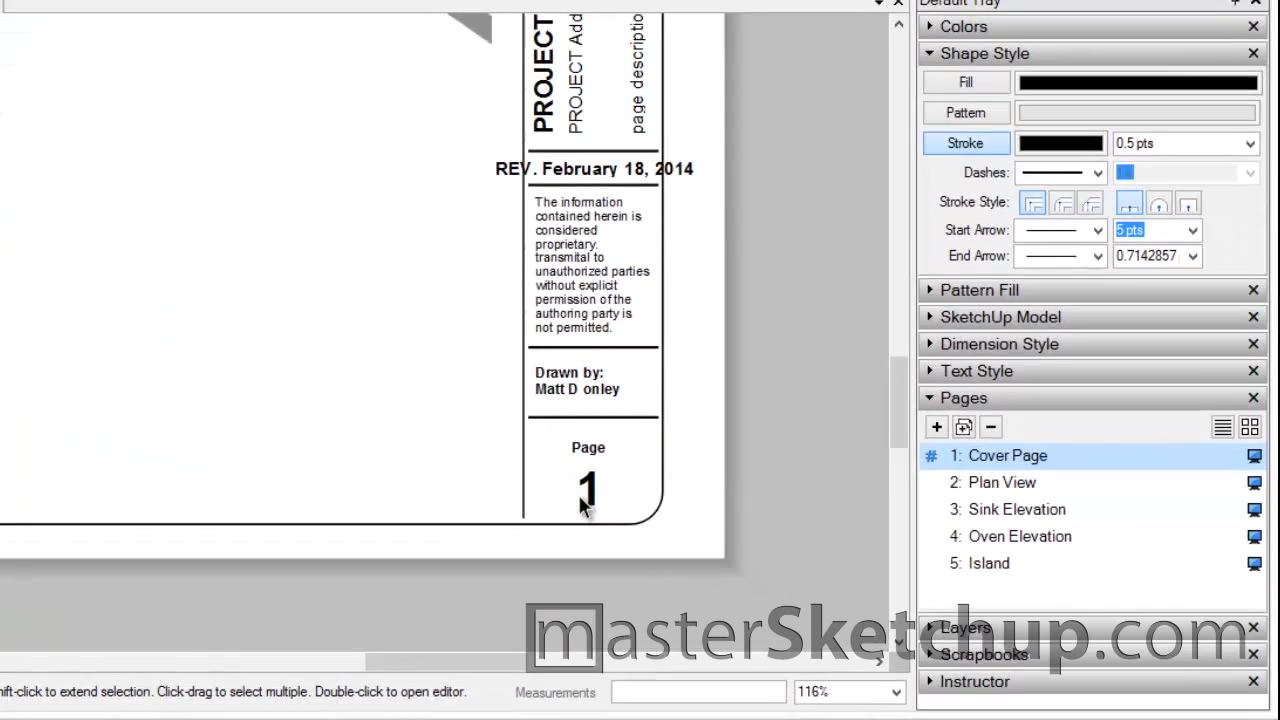 Default Tray
Colors
Shape Style
Fill
Pattern
Stroke
0.5 pts
Dashes:
Stroke Style:
Start Arrow:
5 pts
End Arrow:
0.7142857
Pattern Fill
SketchUp Model
Dimension Style
Text Style
Pages
# 1: Cover Page
2: Plan View
3: Sink Elevation
4: Oven Elevation
5: Island
Layers
Scrapbooks
Instructor
PROJECT
PROJECT Add
page descriptio
REV. February 18, 2014
The information
contained herein is
considered
proprietary.
transmital to
unauthorized parties
without explicit
permission of the
authoring party is
not permitted.
Drawn by:
Matt D onley
Page
1
masterSketchup.com
hift-click to extend selection. Click-drag to select multiple. Double-click to open editor.
Measurements
116%